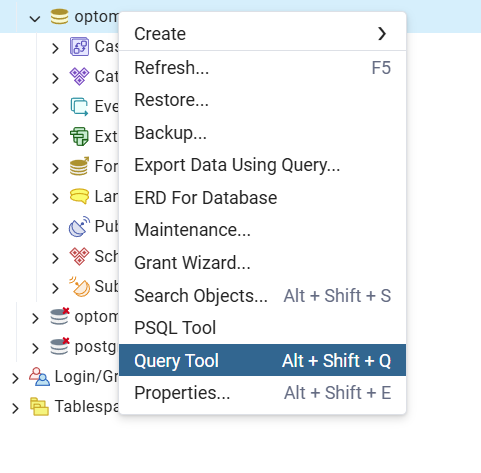 optom
Create
Cas
Refresh... F5
Cat
Restore...
Eve
Backup...
Ext
Export Data Using Query...
For
ERD For Database
Lan
Maintenance...
Pub
Grant Wizard...
Sch
Search Objects... Alt + Shift + S
Sub
PSQL Tool
optom
Query Tool Alt + Shift + Q
postg
Login/Gr
Properties... Alt + Shift + E
Tablespa